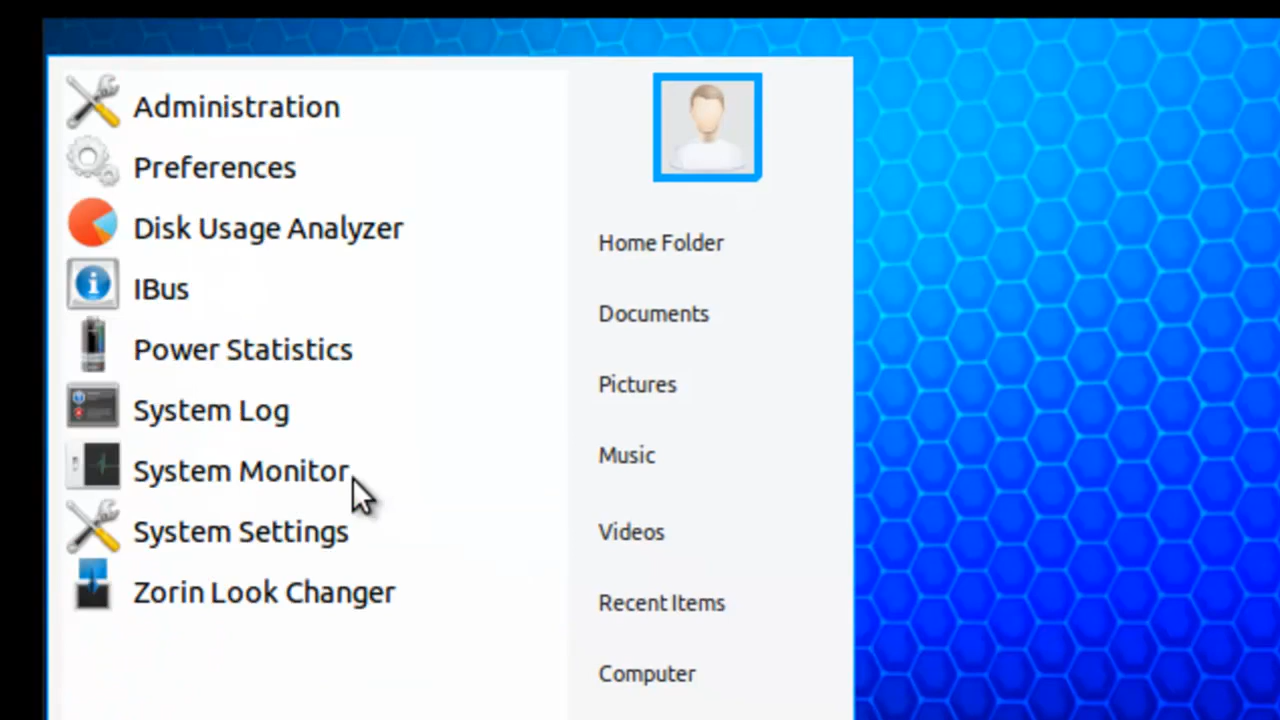 Administration
Preferences
Disk Usage Analyzer
IBus
Power Statistics
System Log
System Monitor
System Settings
Zorin Look Changer
Home Folder
Documents
Pictures
Music
Videos
Recent Items
Computer